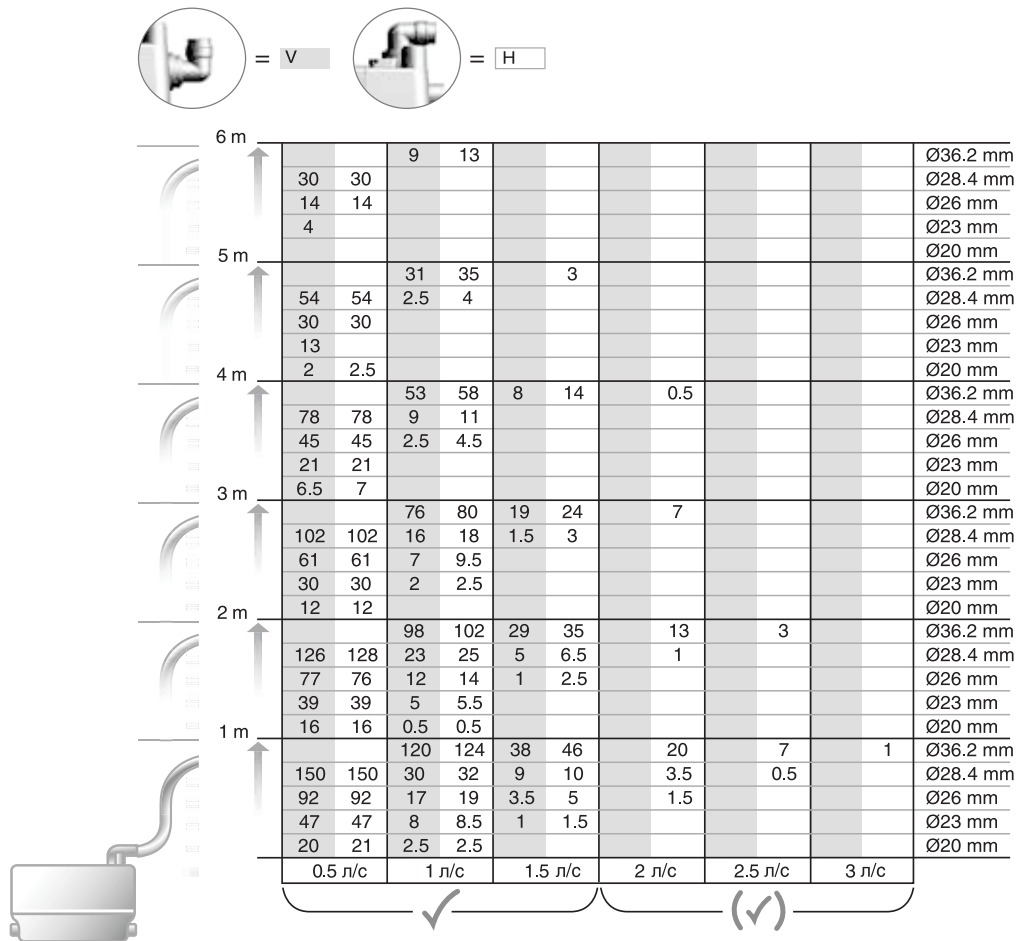 = V = H
6 m
9 13 Ø36.2 mm
30 30 Ø28.4 mm
14 14 Ø26 mm
4 Ø23 mm
Ø20 mm
5 m
31 35 3 Ø36.2 mm
54 54 2.5 4 Ø28.4 mm
30 30 Ø26 mm
13 Ø23 mm
2 2.5 Ø20 mm
4 m
53 58 8 14 0.5 Ø36.2 mm
78 78 9 11 Ø28.4 mm
45 45 2.5 4.5 Ø26 mm
21 21 Ø23 mm
6.5 7 Ø20 mm
3 m
76 80 19 24 7 Ø36.2 mm
102 102 16 18 1.5 3 Ø28.4 mm
61 61 7 9.5 Ø26 mm
30 30 2 2.5 Ø23 mm
12 12 Ø20 mm
2 m
98 102 29 35 13 3 Ø36.2 mm
126 128 23 25 5 6.5 1 Ø28.4 mm
77 76 12 14 1 2.5 Ø26 mm
39 39 5 5.5 Ø23 mm
16 16 0.5 0.5 Ø20 mm
1 m
120 124 38 46 20 7 1 Ø36.2 mm
150 150 30 32 9 10 3.5 0.5 Ø28.4 mm
92 92 17 19 3.5 5 1.5 Ø26 mm
47 47 8 8.5 1 1.5 Ø23 mm
20 21 2.5 2.5 Ø20 mm
0.5 л/с 1 л/с 1.5 л/с 2 л/с 2.5 л/с 3 л/с
✓ (✓)